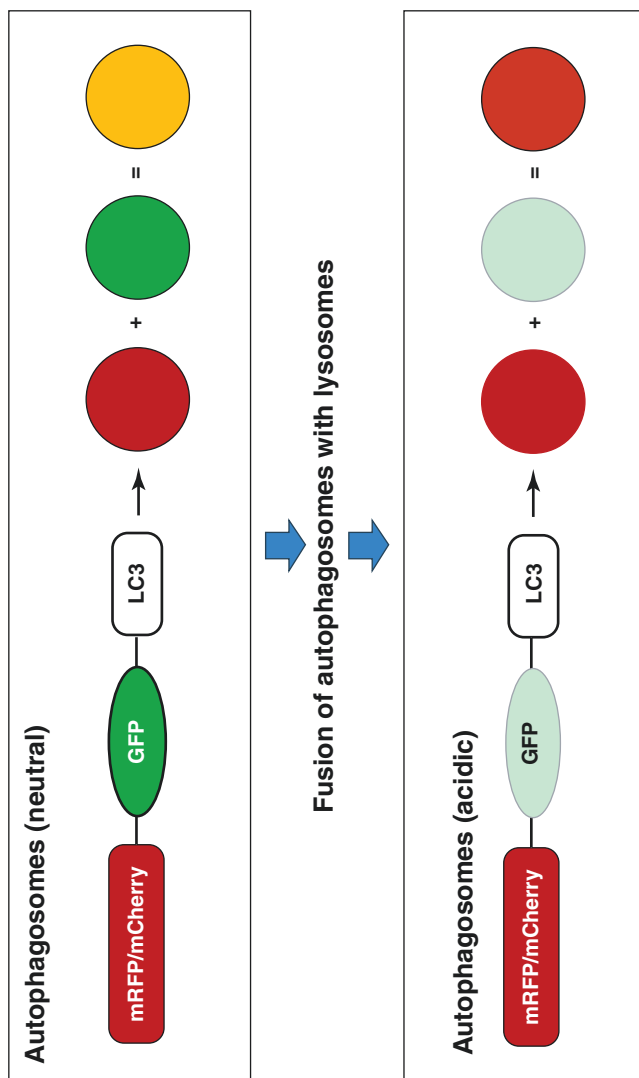 Autophagosomes (neutral)
mRFP/mCherry
GFP
LC3
+
=
Fusion of autophagosomes with lysosomes
Autophagosomes (acidic)
mRFP/mCherry
GFP
LC3
+
=